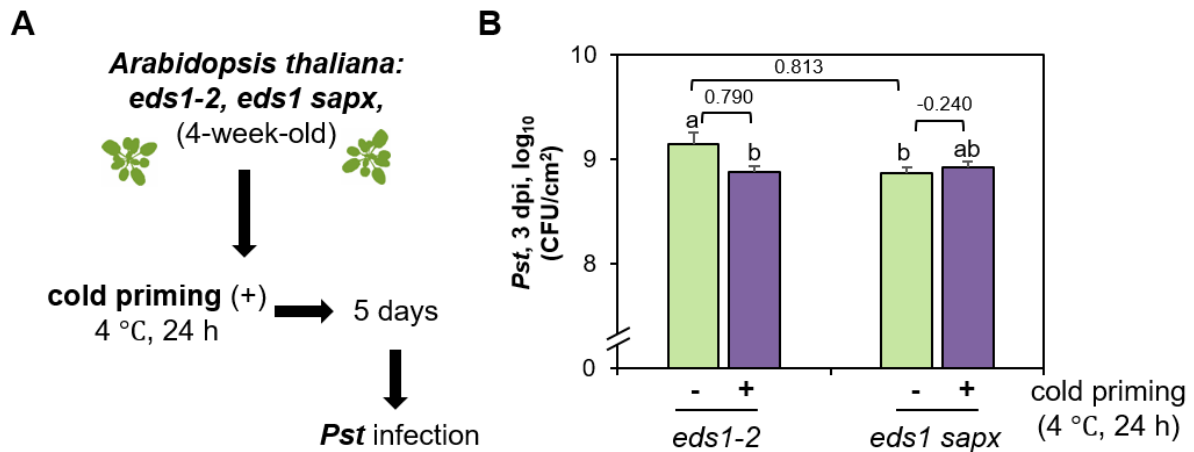 A
Arabidopsis thaliana:
eds1-2, eds1 sapx,
(4-week-old)
cold priming (+)
4 °C, 24 h
5 days
Pst infection
B
Pst, 3 dpi, log10
(CFU/cm2)
10
9
8
0
0.813
0.790
-0.240
a
b
b
ab
- + - +
cold priming
(4 °C, 24 h)
eds1-2
eds1 sapx